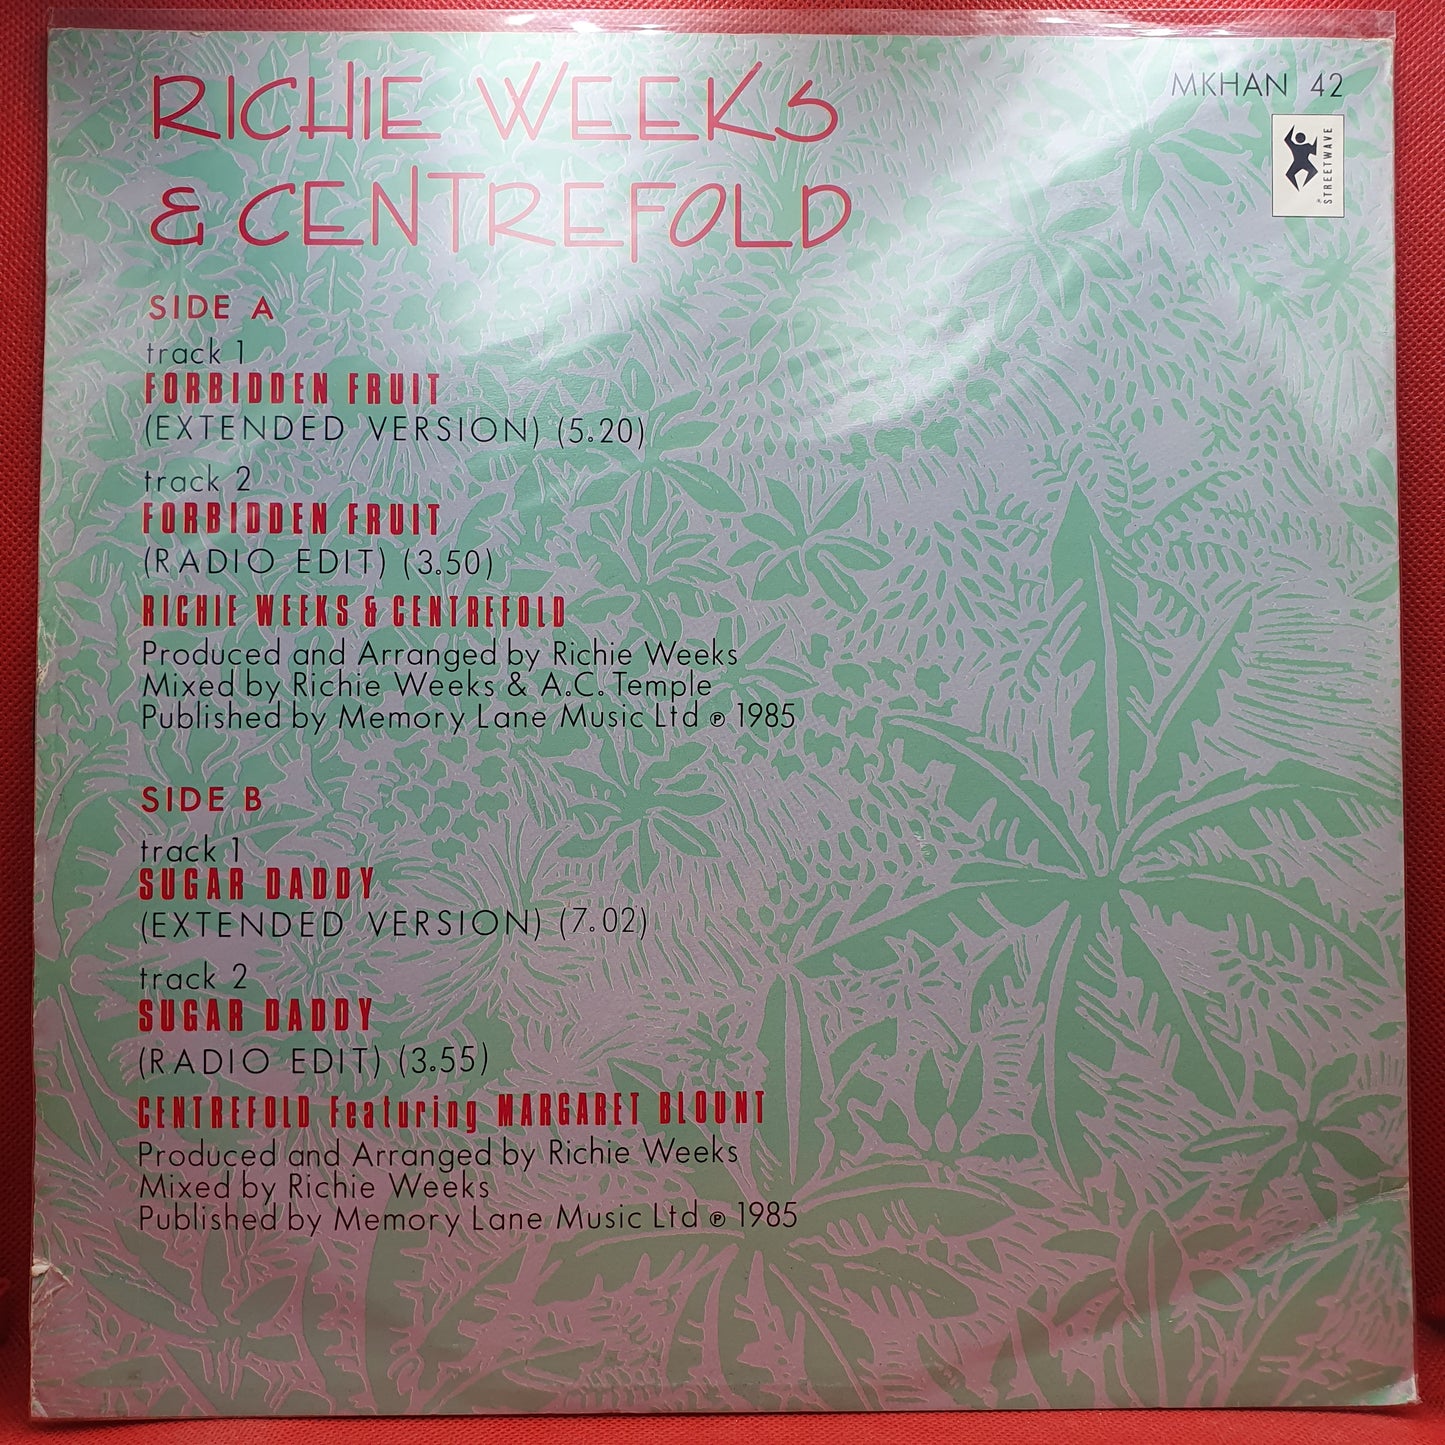 RICHIE WEEKS
& CENTREFOLD
MKHAN 42
STREETWAVE
SIDE A
track 1
FORBIDDEN FRUIT
(EXTENDED VERSION) (5.20)
track 2
FORBIDDEN FRUIT
(RADIO EDIT) (3.50)
RICHIE WEEKS & CENTREFOLD
Produced and Arranged by Richie Weeks
Mixed by Richie Weeks & A.C. Temple
Published by Memory Lane Music Ltd ℗ 1985
SIDE B
track 1
SUGAR DADDY
(EXTENDED VERSION) (7.02)
track 2
SUGAR DADDY
(RADIO EDIT) (3.55)
CENTREFOLD Featuring MARGARET BLOUNT
Produced and Arranged by Richie Weeks
Mixed by Richie Weeks
Published by Memory Lane Music Ltd ℗ 1985